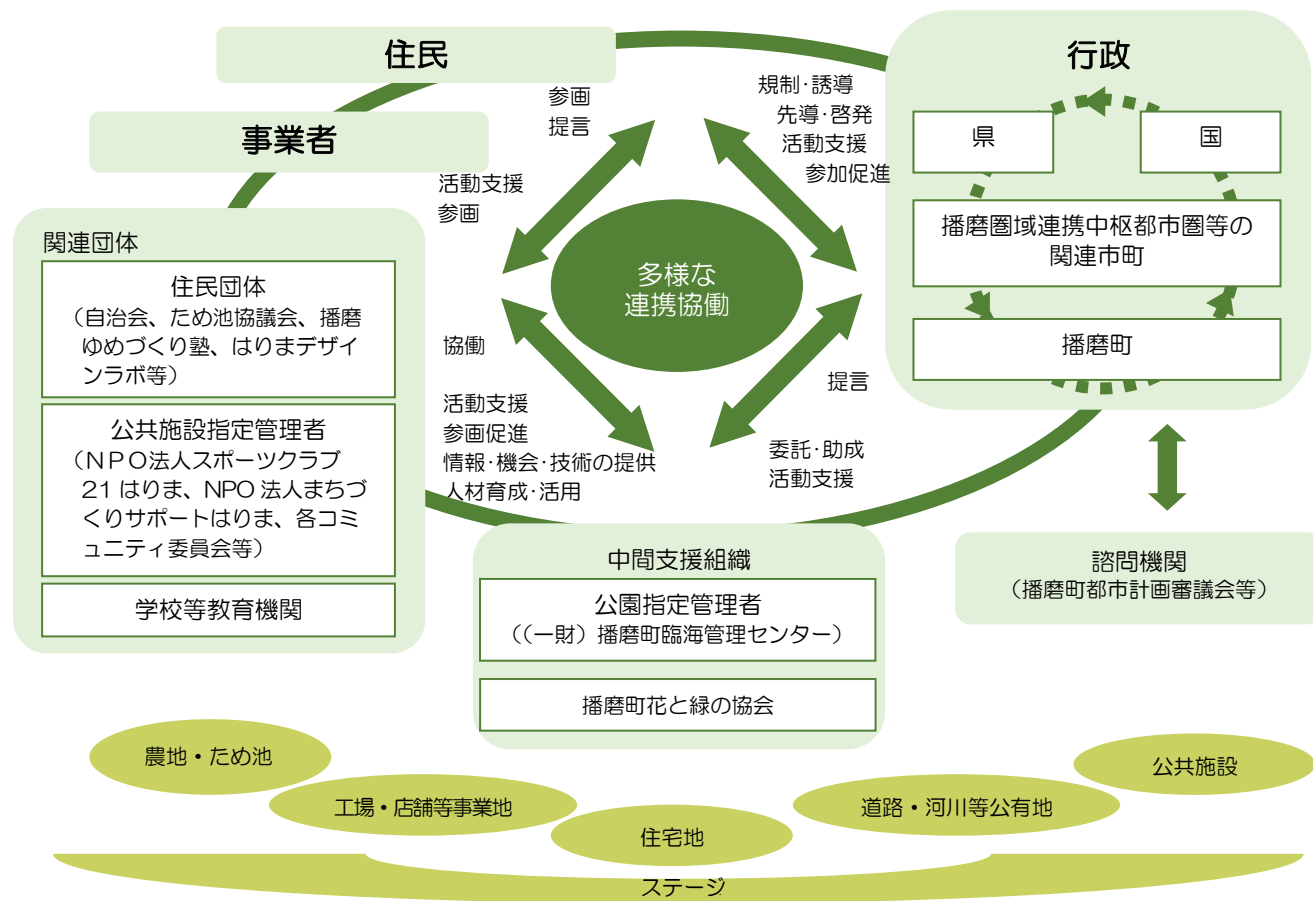 住民
事業者
行政
県
国
播磨圏域連携中枢都市圏等の
関連市町
播磨町
参画
提言
規制・誘導
先導・啓発
活動支援
参加促進
活動支援
参画
多様な
連携協働
協働
活動支援
参画促進
情報・機会・技術の提供
人材育成・活用
提言
委託・助成
活動支援
関連団体
住民団体
（自治会、ため池協議会、播磨
ゆめづくり塾、はりまデザイ
ンラボ等）
公共施設指定管理者
（ＮＰＯ法人スポーツクラブ
21 はりま、NPO 法人まちづ
くりサポートはりま、各コミ
ュニティ委員会等）
学校等教育機関
中間支援組織
公園指定管理者
（(一財）播磨町臨海管理センター）
播磨町花と緑の協会
諮問機関
（播磨町都市計画審議会等）
農地・ため池
工場・店舗等事業地
住宅地
道路・河川等公有地
公共施設
ステージ